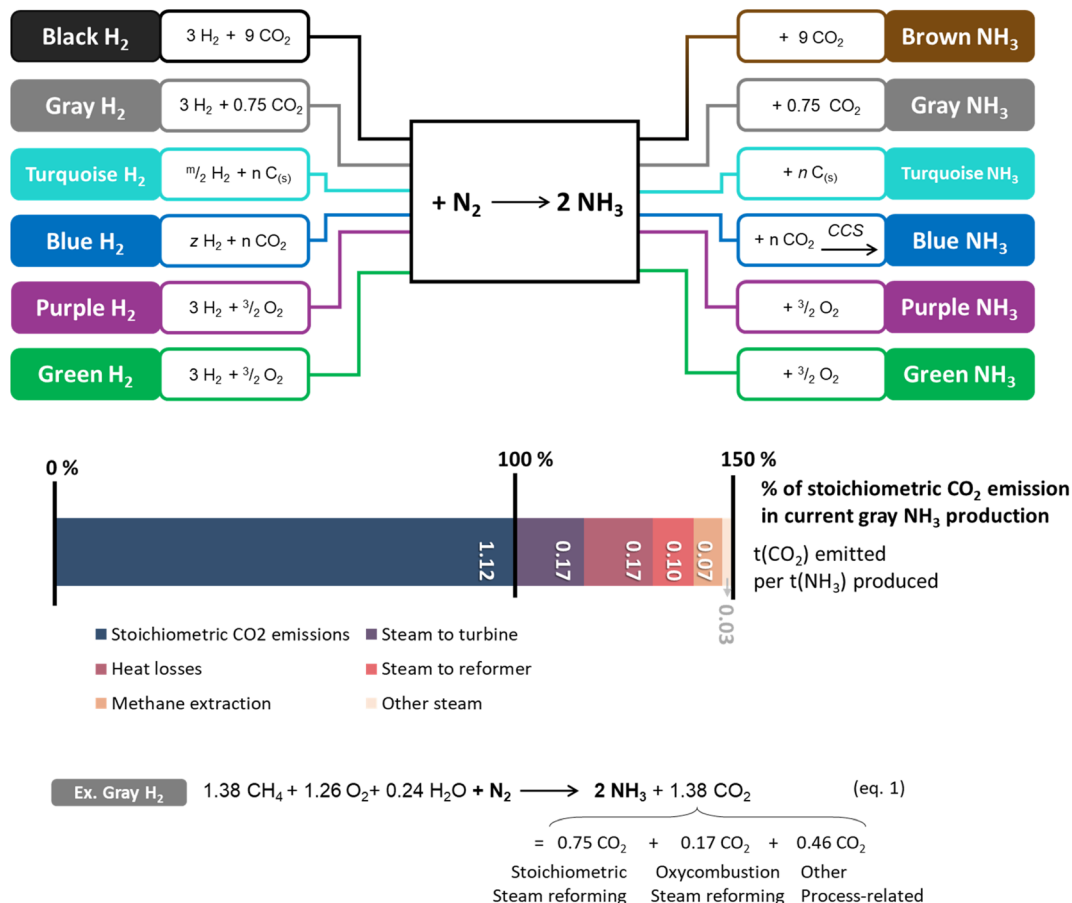 Black H₂
3 H₂ + 9 CO₂
+ 9 CO₂
Brown NH₃
Gray H₂
3 H₂ + 0.75 CO₂
+ 0.75 CO₂
Gray NH₃
Turquoise H₂
ᵐ/₂ H₂ + n C₍ₛ₎
+ n C₍ₛ₎
Turquoise NH₃
+ N₂ ⟶ 2 NH₃
Blue H₂
z H₂ + n CO₂
+ n CO₂ CCS
Blue NH₃
Purple H₂
3 H₂ + ³/₂ O₂
+ ³/₂ O₂
Purple NH₃
Green H₂
3 H₂ + ³/₂ O₂
+ ³/₂ O₂
Green NH₃
0 %
100 %
150 %
% of stoichiometric CO₂ emission
in current gray NH₃ production
t(CO₂) emitted
per t(NH₃) produced
1.12
0.17
0.17
0.10
0.07
0.03
Stoichiometric CO2 emissions
Steam to turbine
Heat losses
Steam to reformer
Methane extraction
Other steam
Ex. Gray H₂
1.38 CH₄ + 1.26 O₂+ 0.24 H₂O + N₂ ⟶ 2 NH₃ + 1.38 CO₂ (eq. 1)
= 0.75 CO₂ + 0.17 CO₂ + 0.46 CO₂
Stoichiometric Oxycombustion Other
Steam reforming Steam reforming Process-related